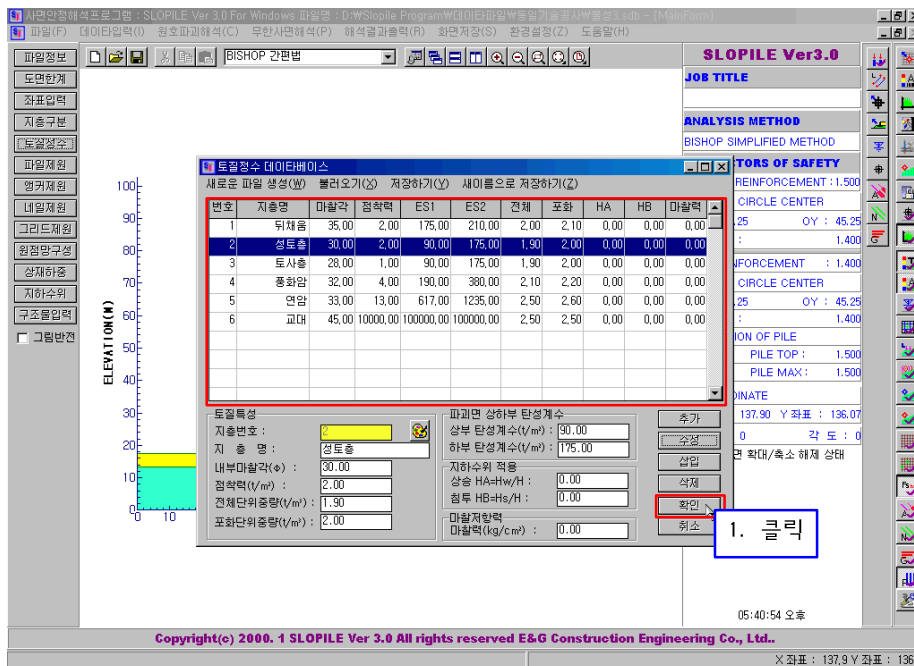 사면안정해석프로그램 : SLOPILE Ver 3.0 For Windows 파일명 : D:\Slopile Program\데이타파일\동일기술공사\물성3.sdb - [MainForm]
파일(F) 데이타입력(I) 원호파괴해석(C) 무한사면해석(P) 해석결과출력(R) 화면저장(S) 환경설정(Z) 도움말(H)
파일정보
도면한계
좌표입력
지층구분
토질성수
파일제원
앵커제원
네일제원
그리드제원
원점망구성
상재하중
지하수위
구조물입력
그림반전
BISHOP 간편법
ELEVATION(M)
100
90
80
70
60
50
40
30
20
10
0
0 10
토질정수 데이타베이스
새로운 파일 생성(W) 불러오기(X) 저장하기(Y) 새이름으로 저장하기(Z)
번호 지층명 마찰각 점착력 ES1 ES2 전체 포화 HA HB 마찰력
1 뒤채움 35,00 2,00 175,00 210,00 2,00 2,10 0,00 0,00 0,00
2 성토층 30,00 2,00 90,00 175,00 1,90 2,00 0,00 0,00 0,00
3 토사층 28,00 1,00 90,00 175,00 1,90 2,00 0,00 0,00 0,00
4 풍화암 32,00 4,00 190,00 380,00 2,10 2,20 0,00 0,00 0,00
5 연암 33,00 13,00 617,00 1235,00 2,50 2,60 0,00 0,00 0,00
6 교대 45,00 10000,00 100000,00 100000,00 2,50 2,50 0,00 0,00 0,00
토질특성
지층번호 : 2
지 층 명 : 성토층
내부마찰각(Φ) : 30.00
점착력(t/m²) : 2.00
전체단위중량(t/m³) : 1.90
포화단위중량(t/m³) : 2.00
파괴면 상하부 탄성계수
상부 탄성계수(t/m²) : 90.00
하부 탄성계수(t/m²) : 175.00
지하수위 적용
상승 HA=Hw/H : 0.00
침투 HB=Hs/H : 0.00
마찰저항력
마찰력(kg/cm²) : 0.00
추가
수정
삽입
삭제
확인
취소
1. 클릭
SLOPILE Ver3.0
JOB TITLE
ANALYSIS METHOD
BISHOP SIMPLIFIED METHOD
TORS OF SAFETY
REINFORCEMENT : 1.500
CIRCLE CENTER
.25 OY : 45.25
: 1.400
NFORCEMENT : 1.400
CIRCLE CENTER
.25 OY : 45.25
: 1.400
ION OF PILE
PILE TOP : 1.500
PILE MAX : 1.500
DINATE
137.90 Y 좌표 : 136.07
0 각 도 : 0
면 확대/축소 해제 상태
05:40:54 오후
Copyright(c) 2000. 1 SLOPILE Ver 3.0 All rights reserved E&G Construction Engineering Co., Ltd..
X 좌표 : 137,9 Y 좌표 : 136